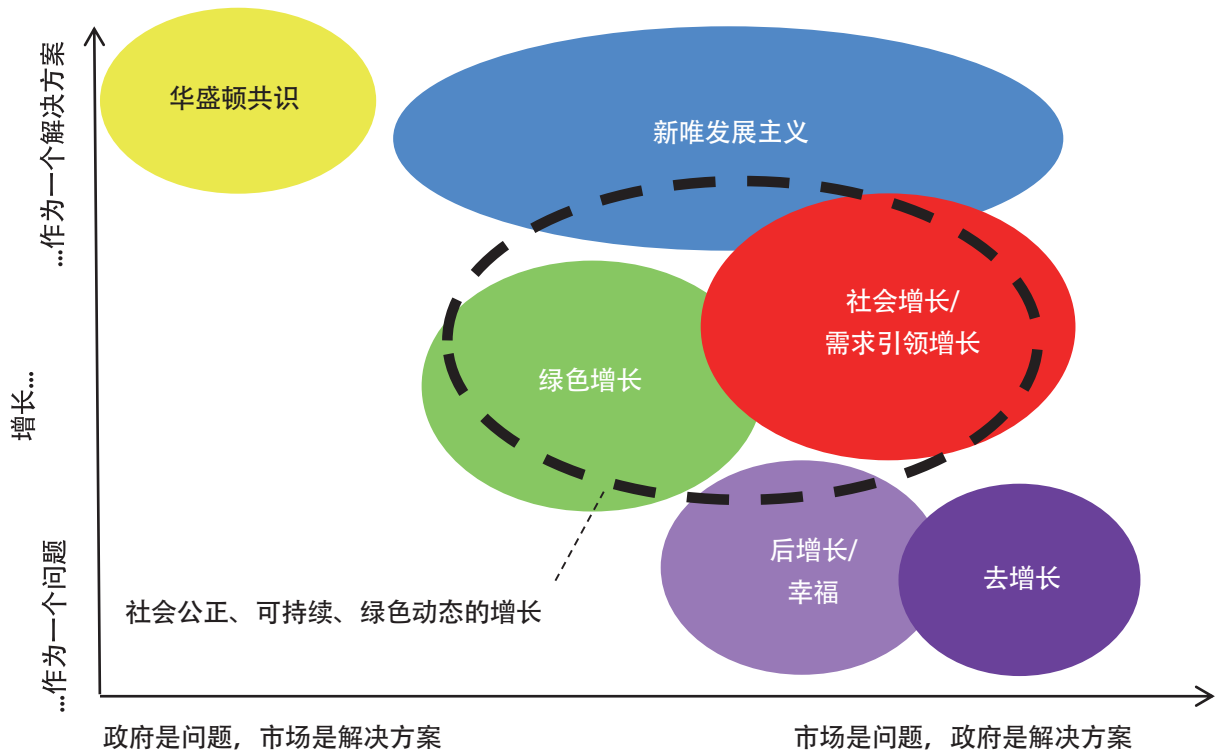 ...作为一个解决方案
增长...
...作为一个问题
华盛顿共识
新唯发展主义
社会增长/
需求引领增长
绿色增长
后增长/
幸福
去增长
社会公正、可持续、绿色动态的增长
政府是问题，市场是解决方案
市场是问题，政府是解决方案